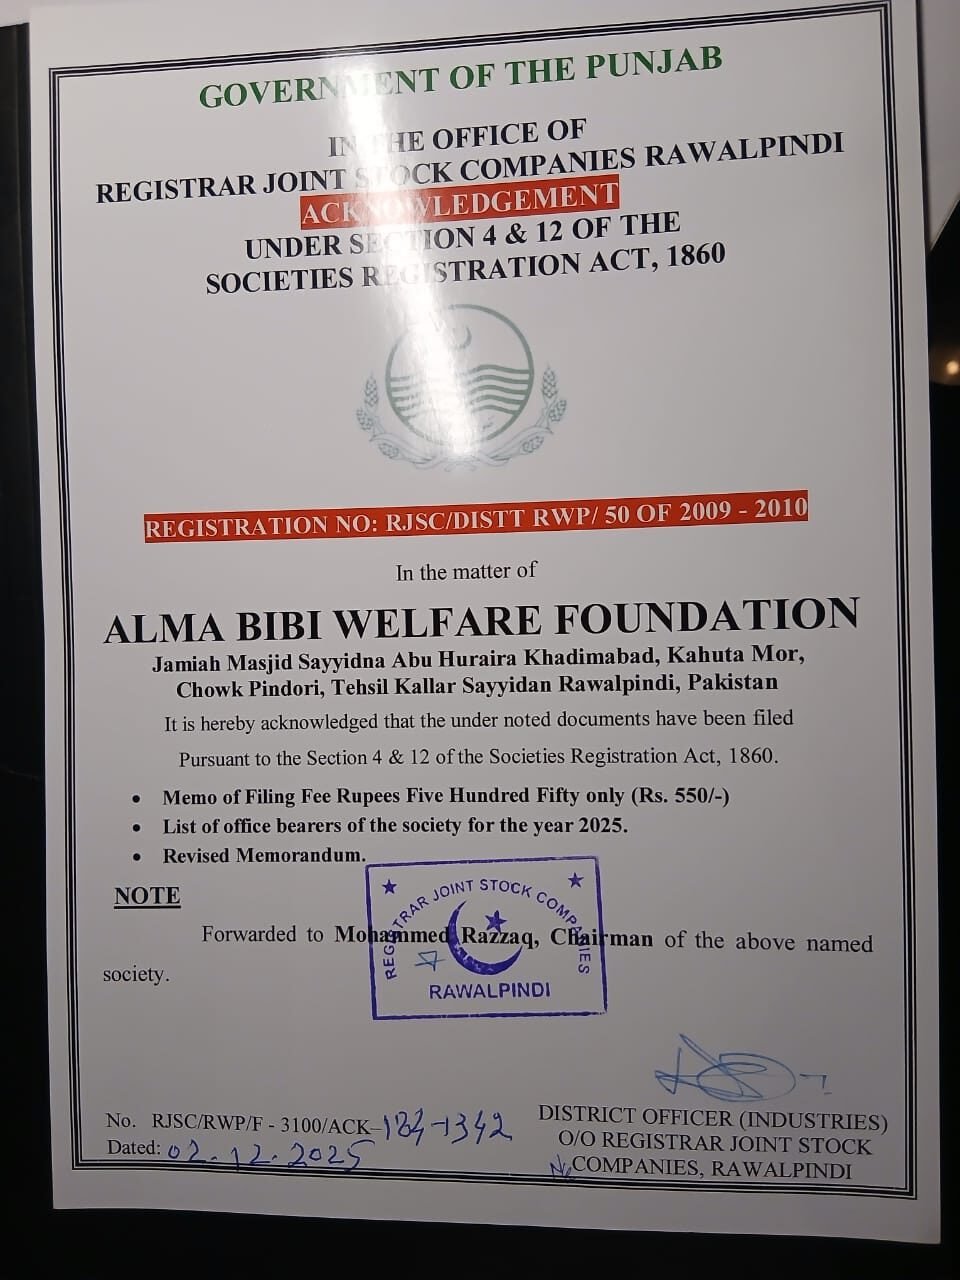 GOVERNMENT OF THE PUNJAB
IN THE OFFICE OF
REGISTRAR JOINT STOCK COMPANIES RAWALPINDI
ACKNOWLEDGEMENT
UNDER SECTION 4 & 12 OF THE
SOCIETIES REGISTRATION ACT, 1860
REGISTRATION NO: RJSC/DISTT RWP/ 50 OF 2009 - 2010
In the matter of
ALMA BIBI WELFARE FOUNDATION
Jamiah Masjid Sayyidna Abu Huraira Khadimabad, Kahuta Mor,
Chowk Pindori, Tehsil Kallar Sayyidan Rawalpindi, Pakistan
It is hereby acknowledged that the under noted documents have been filed
Pursuant to the Section 4 & 12 of the Societies Registration Act, 1860.
• Memo of Filing Fee Rupees Five Hundred Fifty only (Rs. 550/-)
• List of office bearers of the society for the year 2025.
• Revised Memorandum.
NOTE
REGISTRAR JOINT STOCK COMPANIES
RAWALPINDI
Forwarded to Mohammed Razzaq, Chairman of the above named
society.
No. RJSC/RWP/F - 3100/ACK-
Dated: 02.12.2025
DISTRICT OFFICER (INDUSTRIES)
O/O REGISTRAR JOINT STOCK
COMPANIES, RAWALPINDI